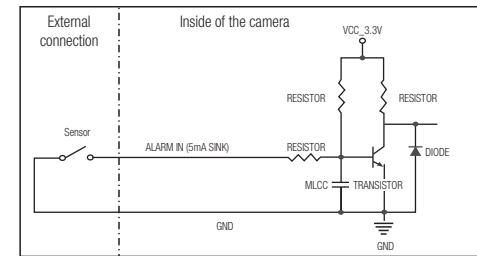 External
connection
Inside of the camera
VCC_3.3V
RESISTOR
RESISTOR
Sensor
ALARM IN (5mA SINK)
RESISTOR
DIODE
MLCC
TRANSISTOR
GND
GND